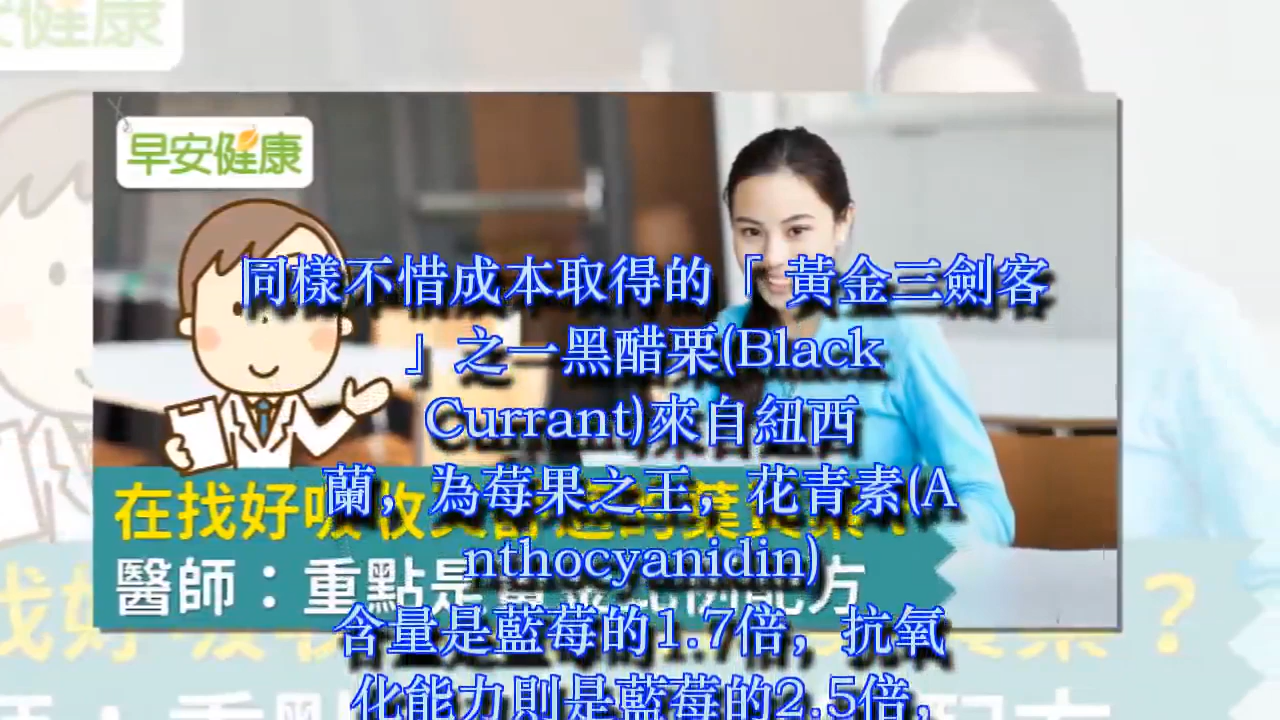 早安健康
同樣不惜成本取得的「 黃金三劍客
」之一黑醋栗(Black
Currant)來自紐西
蘭，為莓果之王，花青素(A
nthocyanidin)
含量是藍莓的1.7倍，抗氧
化能力則是藍莓的2.5倍，
在找好吸收
醫師：重點是
方